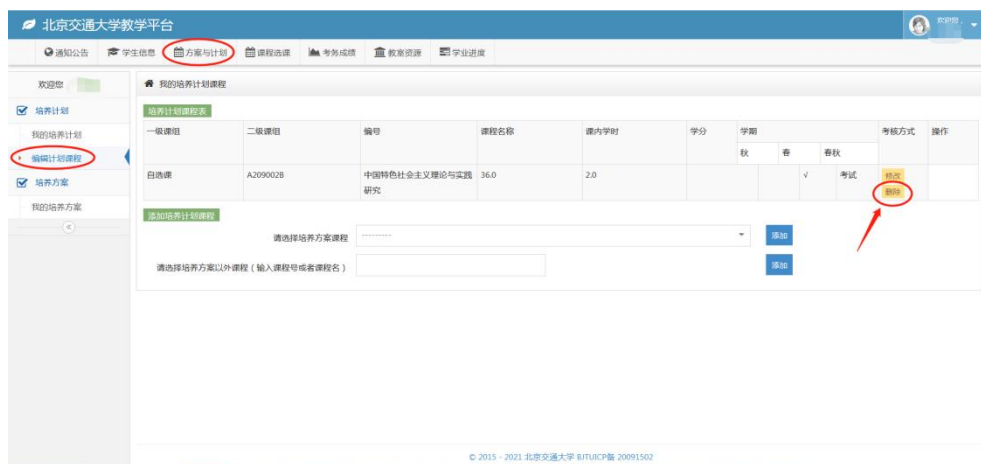 北京交通大学教学平台
欢迎您，
通知公告 学生信息 方案与计划 课程选课 考务成绩 教室资源 学业进度
欢迎您
我的培养计划课程
培养计划
我的培养计划
编辑计划课程
培养方案
我的培养方案
培养计划课程表
一级课组 二级课组 编号 课程名称 课内学时 学分 学期 考核方式 操作
秋 春 春秋
自选课 A209002B 中国特色社会主义理论与实践 36.0 2.0 √ 考试 修改
研究 删除
添加培养计划课程
请选择培养方案课程 ---------- 添加
请选择培养方案以外课程（输入课程号或者课程名） 添加
© 2015 - 2021 北京交通大学 BJTUICP备 20091502